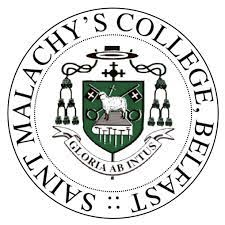 SAINT MALACHY'S COLLEGE, BELFAST ::
GLORIA AB INTUS